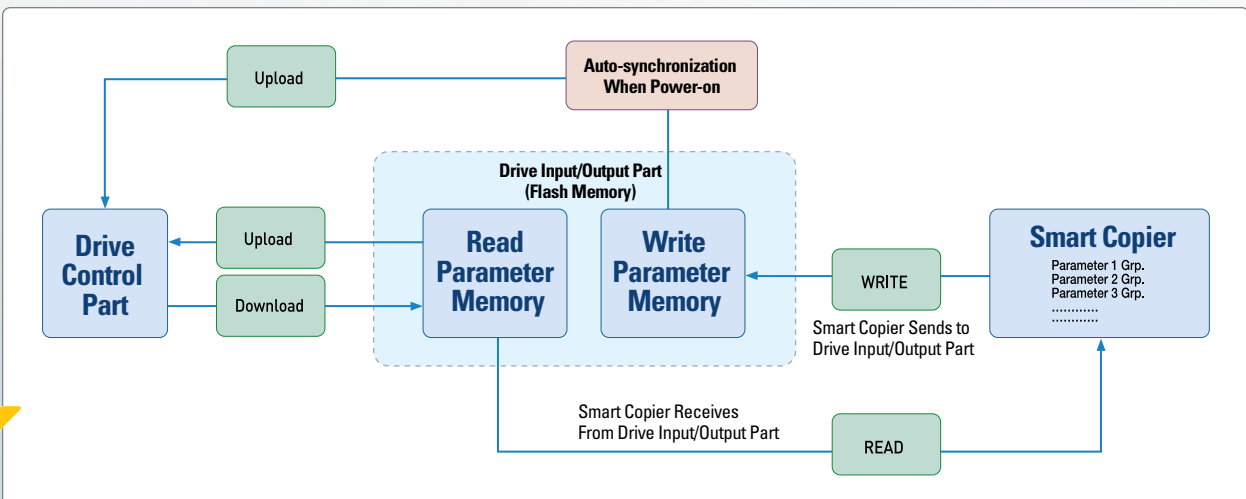 Upload
Auto-synchronization
When Power-on
Drive Input/Output Part
(Flash Memory)
Drive
Control
Part
Upload
Download
Read
Parameter
Memory
Write
Parameter
Memory
WRITE
Smart Copier Sends to
Drive Input/Output Part
Smart Copier
Parameter 1 Grp.
Parameter 2 Grp.
Parameter 3 Grp.
............
............
Smart Copier Receives
From Drive Input/Output Part
READ